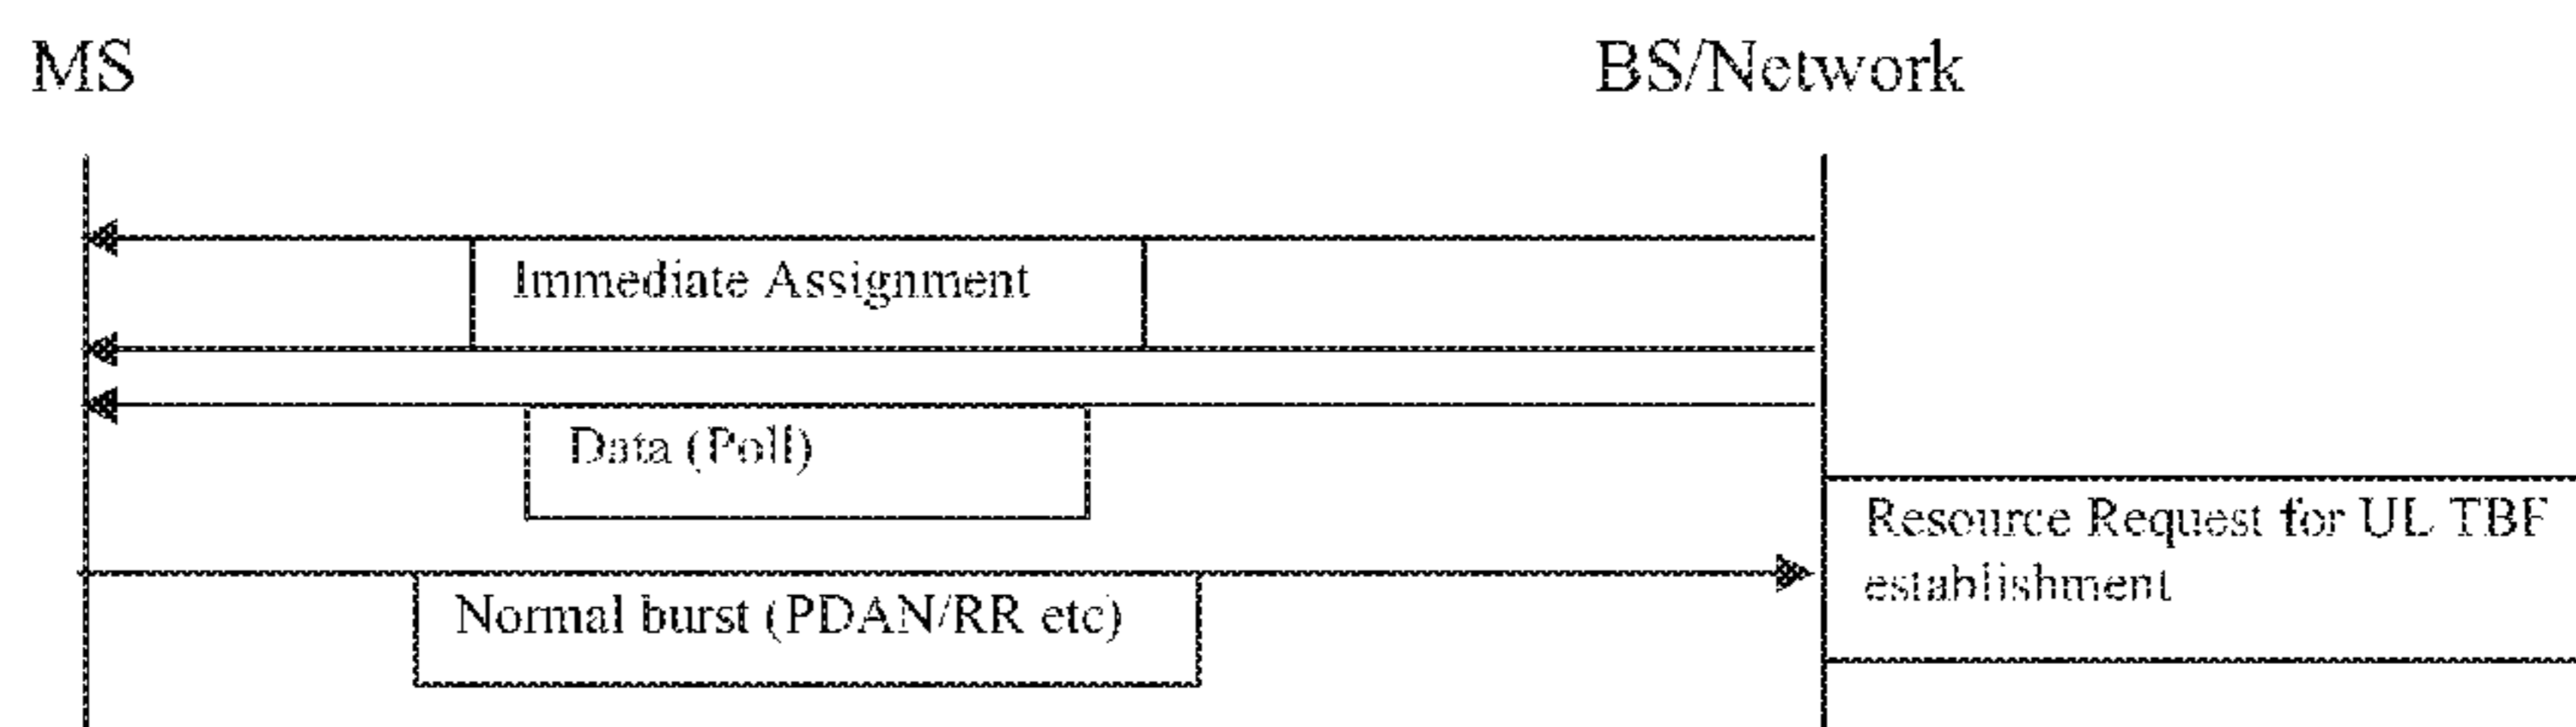 MS
BS/Network
Immediate Assignment
Data (Poll)
Resource Request for UL TBF
establishment
Normal burst (PDAN/RR etc)